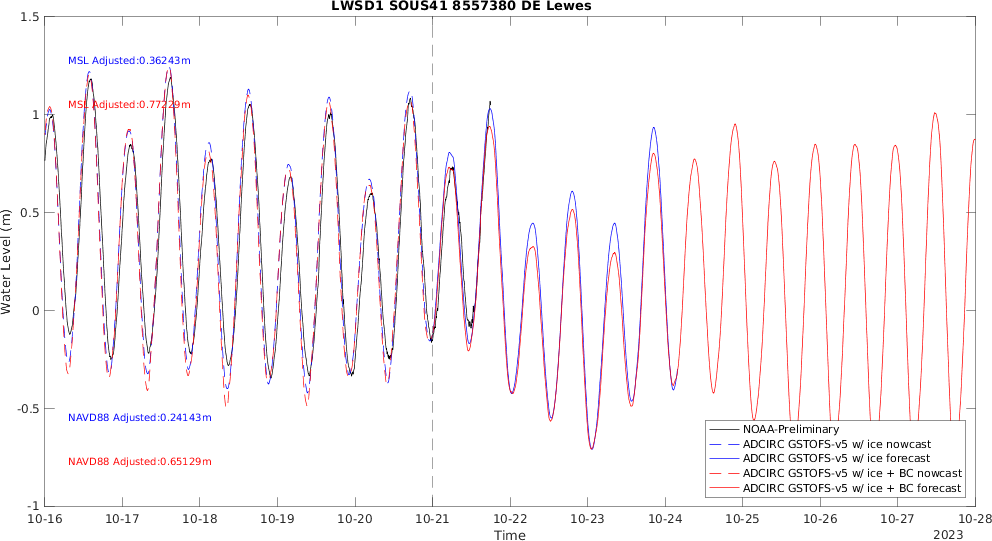 LWSD1 SOUS41 8557380 DE Lewes
1.5
1
0.5
0
-0.5
-1
Water Level (m)
MSL Adjusted:0.36243m
MSL Adjusted:0.77229m
NAVD88 Adjusted:0.24143m
NAVD88 Adjusted:0.65129m
NOAA-Preliminary
ADCIRC GSTOFS-v5 w/ ice nowcast
ADCIRC GSTOFS-v5 w/ ice forecast
ADCIRC GSTOFS-v5 w/ ice + BC nowcast
ADCIRC GSTOFS-v5 w/ ice + BC forecast
10-16 10-17 10-18 10-19 10-20 10-21 10-22 10-23 10-24 10-25 10-26 10-27 10-28
Time
2023